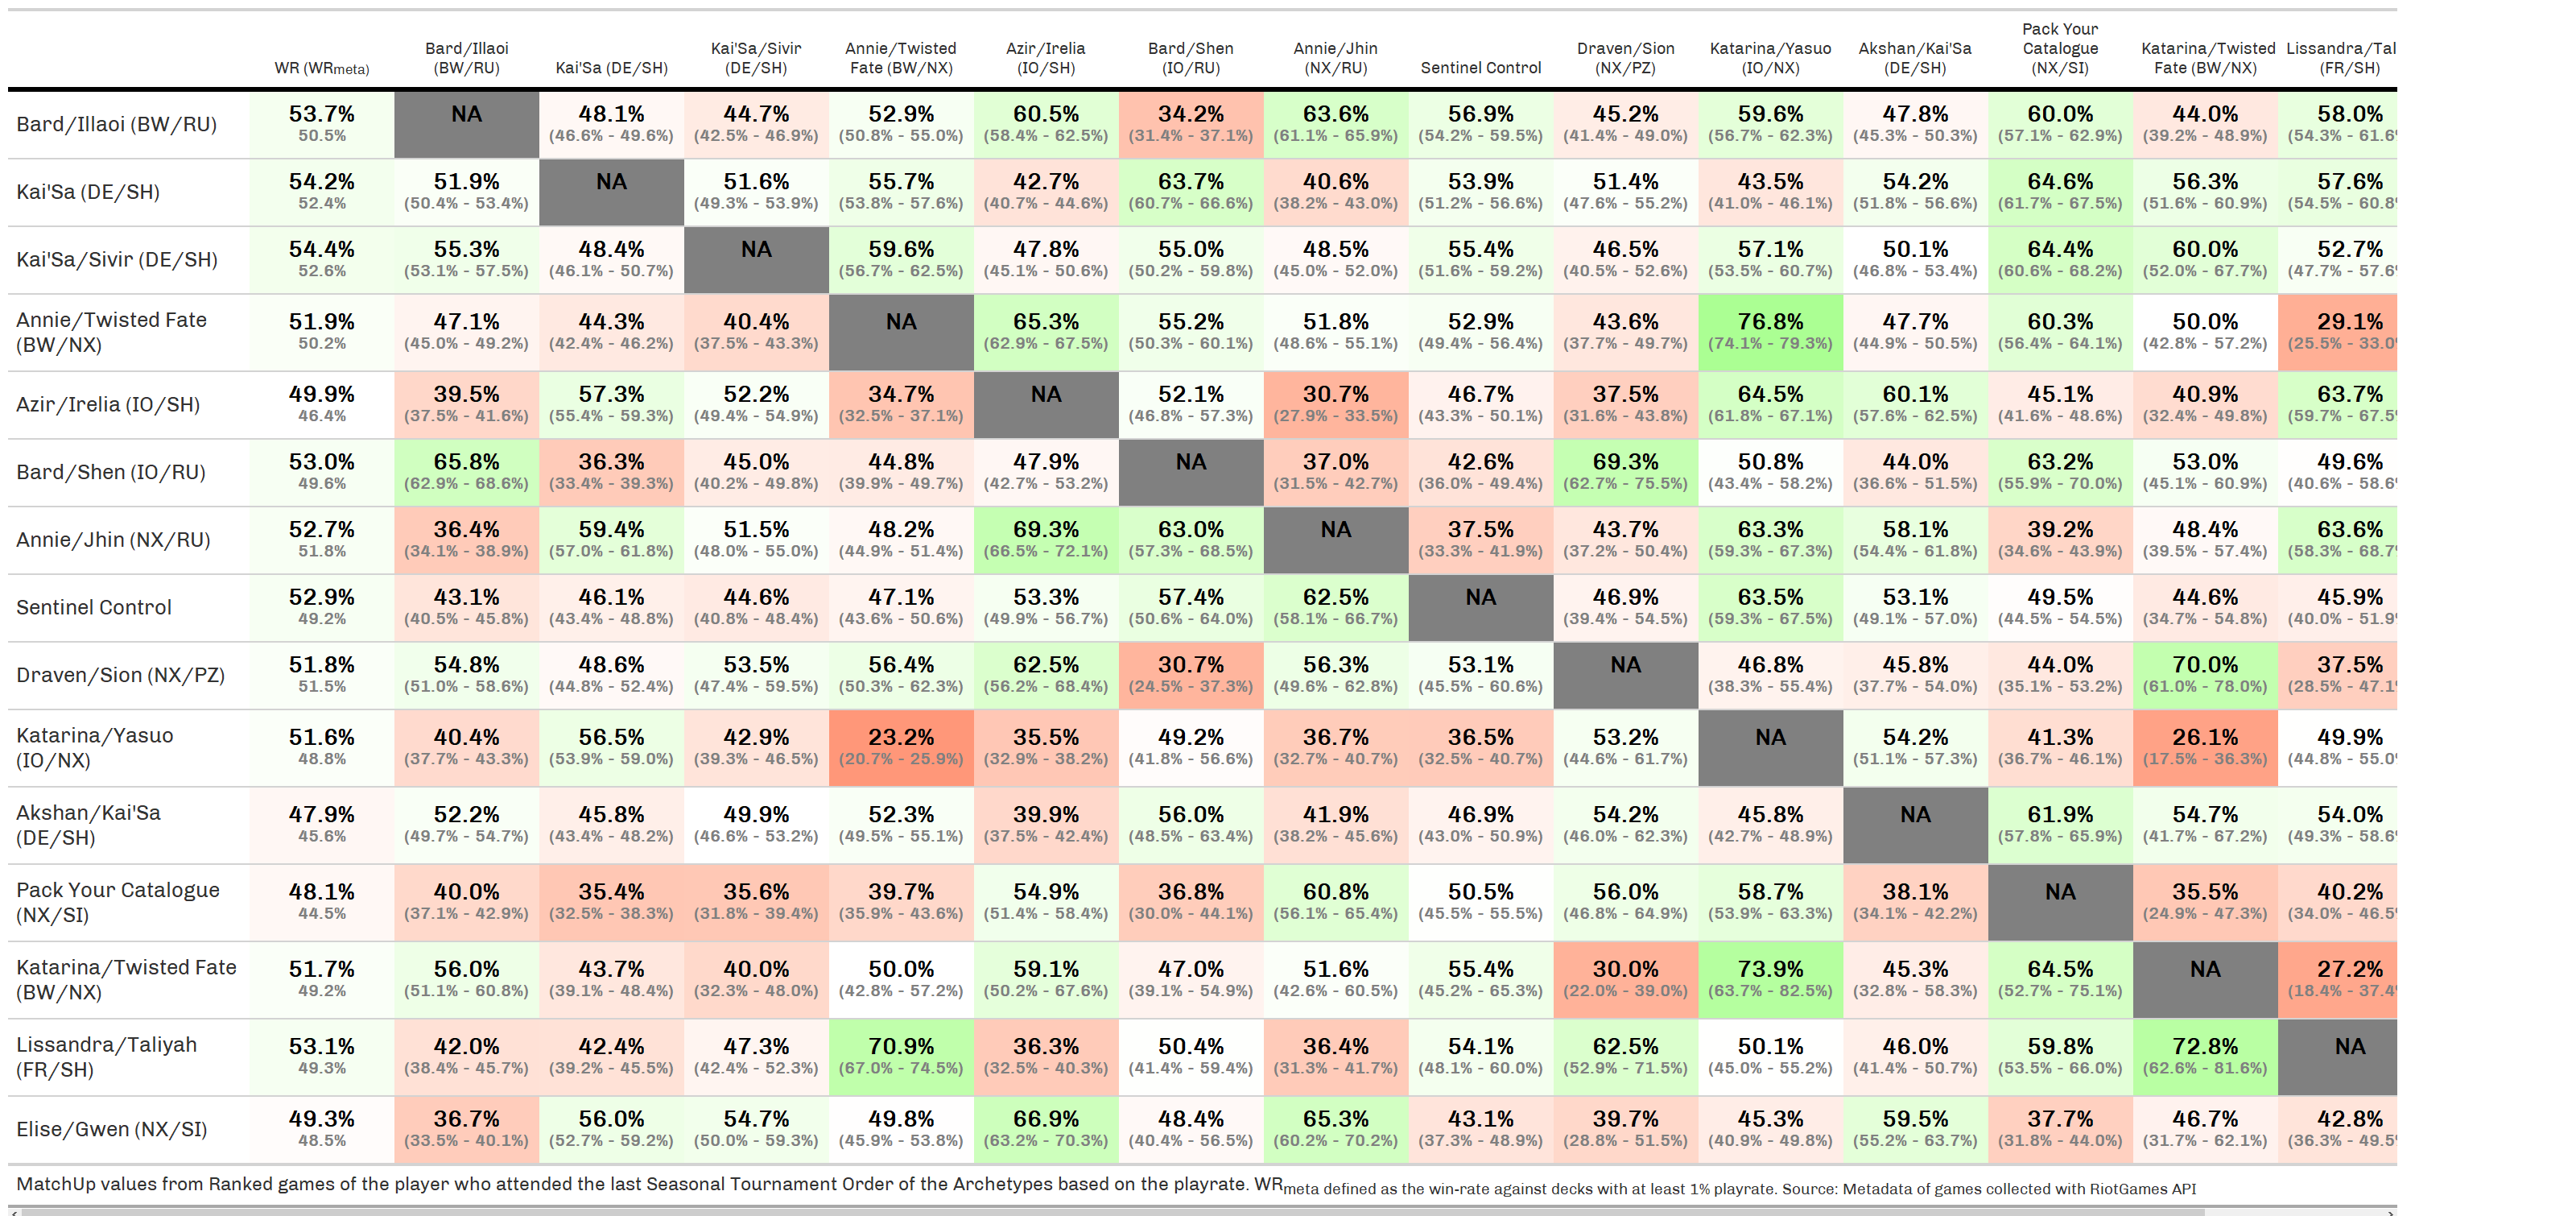 WR (WRmeta) Bard/Illaoi (BW/RU) Kai'Sa (DE/SH) Kai'Sa/Sivir (DE/SH) Annie/Twisted Fate (BW/NX) Azir/Irelia (IO/SH) Bard/Shen (IO/RU) Annie/Jhin (NX/RU) Sentinel Control Draven/Sion (NX/PZ) Katarina/Yasuo (IO/NX) Akshan/Kai'Sa (DE/SH) Pack Your Catalogue (NX/SI) Katarina/Twisted Fate (BW/NX) Lissandra/Tal (FR/SH)
Bard/Illaoi (BW/RU) 53.7% NA 48.1% 44.7% 52.9% 60.5% 34.2% 63.6% 56.9% 45.2% 59.6% 47.8% 60.0% 44.0% 58.0%
50.5% (46.6% - 49.6%) (42.5% - 46.9%) (50.8% - 55.0%) (58.4% - 62.5%) (31.4% - 37.1%) (61.1% - 65.9%) (54.2% - 59.5%) (41.4% - 49.0%) (56.7% - 62.3%) (45.3% - 50.3%) (57.1% - 62.9%) (39.2% - 48.9%) (54.3% - 61.6%
Kai'Sa (DE/SH) 54.2% 51.9% NA 51.6% 55.7% 42.7% 63.7% 40.6% 53.9% 51.4% 43.5% 54.2% 64.6% 56.3% 57.6%
52.4% (50.4% - 53.4%) (49.3% - 53.9%) (53.8% - 57.6%) (40.7% - 44.6%) (60.7% - 66.6%) (38.2% - 43.0%) (51.2% - 56.6%) (47.6% - 55.2%) (41.0% - 46.1%) (51.8% - 56.6%) (61.7% - 67.5%) (51.6% - 60.9%) (54.5% - 60.8%
Kai'Sa/Sivir (DE/SH) 54.4% 55.3% 48.4% NA 59.6% 47.8% 55.0% 48.5% 55.4% 46.5% 57.1% 50.1% 64.4% 60.0% 52.7%
52.6% (53.1% - 57.5%) (46.1% - 50.7%) (56.7% - 62.5%) (45.1% - 50.6%) (50.2% - 59.8%) (45.0% - 52.0%) (51.6% - 59.2%) (40.5% - 52.6%) (53.5% - 60.7%) (46.8% - 53.4%) (60.6% - 68.2%) (52.0% - 67.7%) (47.7% - 57.6%
Annie/Twisted Fate (BW/NX) 51.9% 47.1% 44.3% 40.4% NA 65.3% 55.2% 51.8% 52.9% 43.6% 76.8% 47.7% 60.3% 50.0% 29.1%
50.2% (45.0% - 49.2%) (42.4% - 46.2%) (37.5% - 43.3%) (62.9% - 67.5%) (50.3% - 60.1%) (48.6% - 55.1%) (49.4% - 56.4%) (37.7% - 49.7%) (74.1% - 79.3%) (44.9% - 50.5%) (56.4% - 64.1%) (42.8% - 57.2%) (25.5% - 33.0
Azir/Irelia (IO/SH) 49.9% 39.5% 57.3% 52.2% 34.7% NA 52.1% 30.7% 46.7% 37.5% 64.5% 60.1% 45.1% 40.9% 63.7%
46.4% (37.5% - 41.6%) (55.4% - 59.3%) (49.4% - 54.9%) (32.5% - 37.1%) (46.8% - 57.3%) (27.9% - 33.5%) (43.3% - 50.1%) (31.6% - 43.8%) (61.8% - 67.1%) (57.6% - 62.5%) (41.6% - 48.6%) (32.4% - 49.8%) (59.7% - 67.5
Bard/Shen (IO/RU) 53.0% 65.8% 36.3% 45.0% 44.8% 47.9% NA 37.0% 42.6% 69.3% 50.8% 44.0% 63.2% 53.0% 49.6%
49.6% (62.9% - 68.6%) (33.4% - 39.3%) (40.2% - 49.8%) (39.9% - 49.7%) (42.7% - 53.2%) (31.5% - 42.7%) (36.0% - 49.4%) (62.7% - 75.5%) (43.4% - 58.2%) (36.6% - 51.5%) (55.9% - 70.0%) (45.1% - 60.9%) (40.6% - 58.6
Annie/Jhin (NX/RU) 52.7% 36.4% 59.4% 51.5% 48.2% 69.3% 63.0% NA 37.5% 43.7% 63.3% 58.1% 39.2% 48.4% 63.6%
51.8% (34.1% - 38.9%) (57.0% - 61.8%) (48.0% - 55.0%) (44.9% - 51.4%) (66.5% - 72.1%) (57.3% - 68.5%) (33.3% - 41.9%) (37.2% - 50.4%) (59.3% - 67.3%) (54.4% - 61.8%) (34.6% - 43.9%) (39.5% - 57.4%) (58.3% - 68.7
Sentinel Control 52.9% 43.1% 46.1% 44.6% 47.1% 53.3% 57.4% 62.5% NA 46.9% 63.5% 53.1% 49.5% 44.6% 45.9%
49.2% (40.5% - 45.8%) (43.4% - 48.8%) (40.8% - 48.4%) (43.6% - 50.6%) (49.9% - 56.7%) (50.6% - 64.0%) (58.1% - 66.7%) (39.4% - 54.5%) (59.3% - 67.5%) (49.1% - 57.0%) (44.5% - 54.5%) (34.7% - 54.8%) (40.0% - 51.9
Draven/Sion (NX/PZ) 51.8% 54.8% 48.6% 53.5% 56.4% 62.5% 30.7% 56.3% 53.1% NA 46.8% 45.8% 44.0% 70.0% 37.5%
51.5% (51.0% - 58.6%) (44.8% - 52.4%) (47.4% - 59.5%) (50.3% - 62.3%) (56.2% - 68.4%) (24.5% - 37.3%) (49.6% - 62.8%) (45.5% - 60.6%) (38.3% - 55.4%) (37.7% - 54.0%) (35.1% - 53.2%) (61.0% - 78.0%) (28.5% - 47.1
Katarina/Yasuo (IO/NX) 51.6% 40.4% 56.5% 42.9% 23.2% 35.5% 49.2% 36.7% 36.5% 53.2% NA 54.2% 41.3% 26.1% 49.9%
48.8% (37.7% - 43.3%) (53.9% - 59.0%) (39.3% - 46.5%) (20.7% - 25.9%) (32.9% - 38.2%) (41.8% - 56.6%) (32.7% - 40.7%) (32.5% - 40.7%) (44.6% - 61.7%) (51.1% - 57.3%) (36.7% - 46.1%) (17.5% - 36.3%) (44.8% - 55.0
Akshan/Kai'Sa (DE/SH) 47.9% 52.2% 45.8% 49.9% 52.3% 39.9% 56.0% 41.9% 46.9% 54.2% 45.8% NA 61.9% 54.7% 54.0%
45.6% (49.7% - 54.7%) (43.4% - 48.2%) (46.6% - 53.2%) (49.5% - 55.1%) (37.5% - 42.4%) (48.5% - 63.4%) (38.2% - 45.6%) (43.0% - 50.9%) (46.0% - 62.3%) (42.7% - 48.9%) (57.8% - 65.9%) (41.7% - 67.2%) (49.3% - 58.6
Pack Your Catalogue (NX/SI) 48.1% 40.0% 35.4% 35.6% 39.7% 54.9% 36.8% 60.8% 50.5% 56.0% 58.7% 38.1% NA 35.5% 40.2%
44.5% (37.1% - 42.9%) (32.5% - 38.3%) (31.8% - 39.4%) (35.9% - 43.6%) (51.4% - 58.4%) (30.0% - 44.1%) (56.1% - 65.4%) (45.5% - 55.5%) (46.8% - 64.9%) (53.9% - 63.3%) (34.1% - 42.2%) (24.9% - 47.3%) (34.0% - 46.5
Katarina/Twisted Fate (BW/NX) 51.7% 56.0% 43.7% 40.0% 50.0% 59.1% 47.0% 51.6% 55.4% 30.0% 73.9% 45.3% 64.5% NA 27.2%
49.2% (51.1% - 60.8%) (39.1% - 48.4%) (32.3% - 48.0%) (42.8% - 57.2%) (50.2% - 67.6%) (39.1% - 54.9%) (42.6% - 60.5%) (45.2% - 65.3%) (22.0% - 39.0%) (63.7% - 82.5%) (32.8% - 58.3%) (52.7% - 75.1%) (18.4% - 37.4
Lissandra/Taliyah (FR/SH) 53.1% 42.0% 42.4% 47.3% 70.9% 36.3% 50.4% 36.4% 54.1% 62.5% 50.1% 46.0% 59.8% 72.8% NA
49.3% (38.4% - 45.7%) (39.2% - 45.5%) (42.4% - 52.3%) (67.0% - 74.5%) (32.5% - 40.3%) (41.4% - 59.4%) (31.3% - 41.7%) (48.1% - 60.0%) (52.9% - 71.5%) (45.0% - 55.2%) (41.4% - 50.7%) (53.5% - 66.0%) (62.6% - 81.6%)
Elise/Gwen (NX/SI) 49.3% 36.7% 56.0% 54.7% 49.8% 66.9% 48.4% 65.3% 43.1% 39.7% 45.3% 59.5% 37.7% 46.7% 42.8%
48.5% (33.5% - 40.1%) (52.7% - 59.2%) (50.0% - 59.3%) (45.9% - 53.8%) (63.2% - 70.3%) (40.4% - 56.5%) (60.2% - 70.2%) (37.3% - 48.9%) (28.8% - 51.5%) (40.9% - 49.8%) (55.2% - 63.7%) (31.8% - 44.0%) (31.7% - 62.1%) (36.3% - 49.5
MatchUp values from Ranked games of the player who attended the last Seasonal Tournament Order of the Archetypes based on the playrate. WRmeta defined as the win-rate against decks with at least 1% playrate. Source: Metadata of games collected with RiotGames API